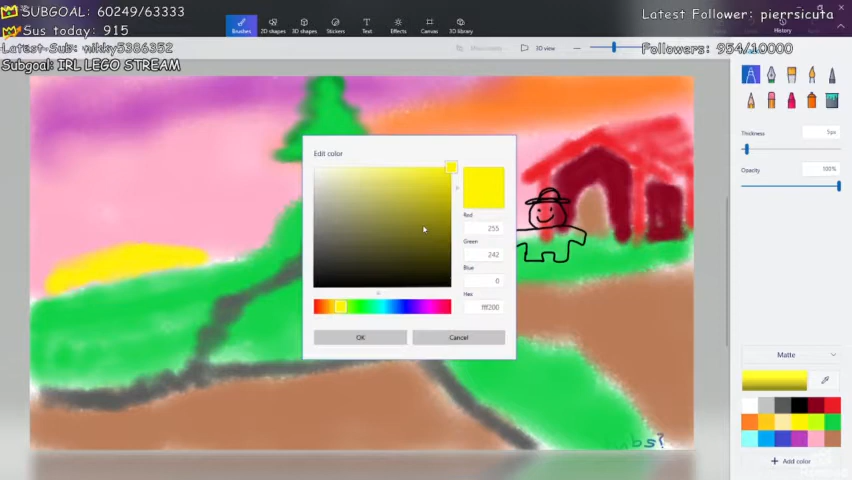 SUBGOAL: 60249/63333
Sus today: 915
Latest-Sub: nikky5386352
Subgoal: IRL LEGO STREAM
Latest Follower: pierrsicuta
Followers: 954/10000
Brushes
2D shapes
3D shapes
Stickers
Text
Effects
Canvas
3D library
History
3D view
Thickness
5px
Opacity
100%
Edit color
Red
255
Green
242
Blue
0
Hex
fff200
OK
Cancel
Matte
Add color